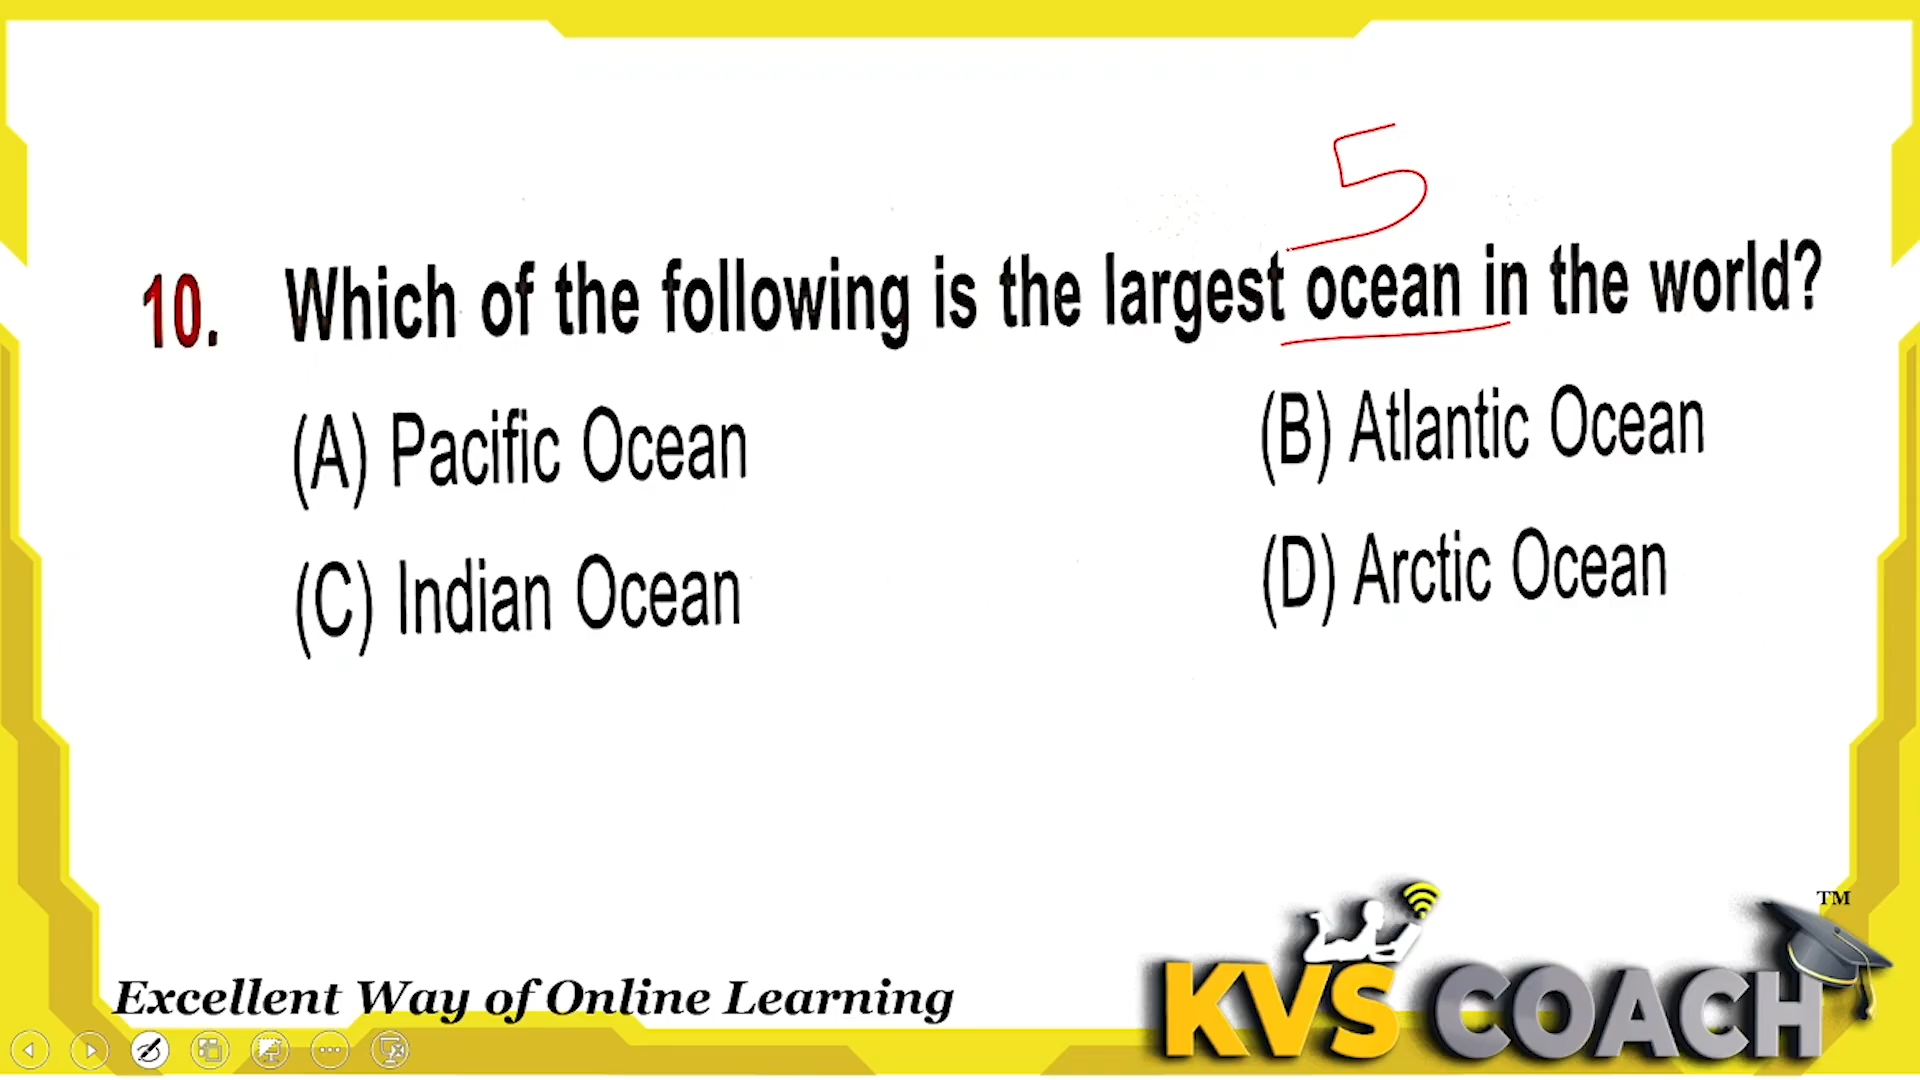 5
10. Which of the following is the largest ocean in the world?
(A) Pacific Ocean (B) Atlantic Ocean
(C) Indian Ocean (D) Arctic Ocean
TM
Excellent Way of Online Learning
KVS COACH